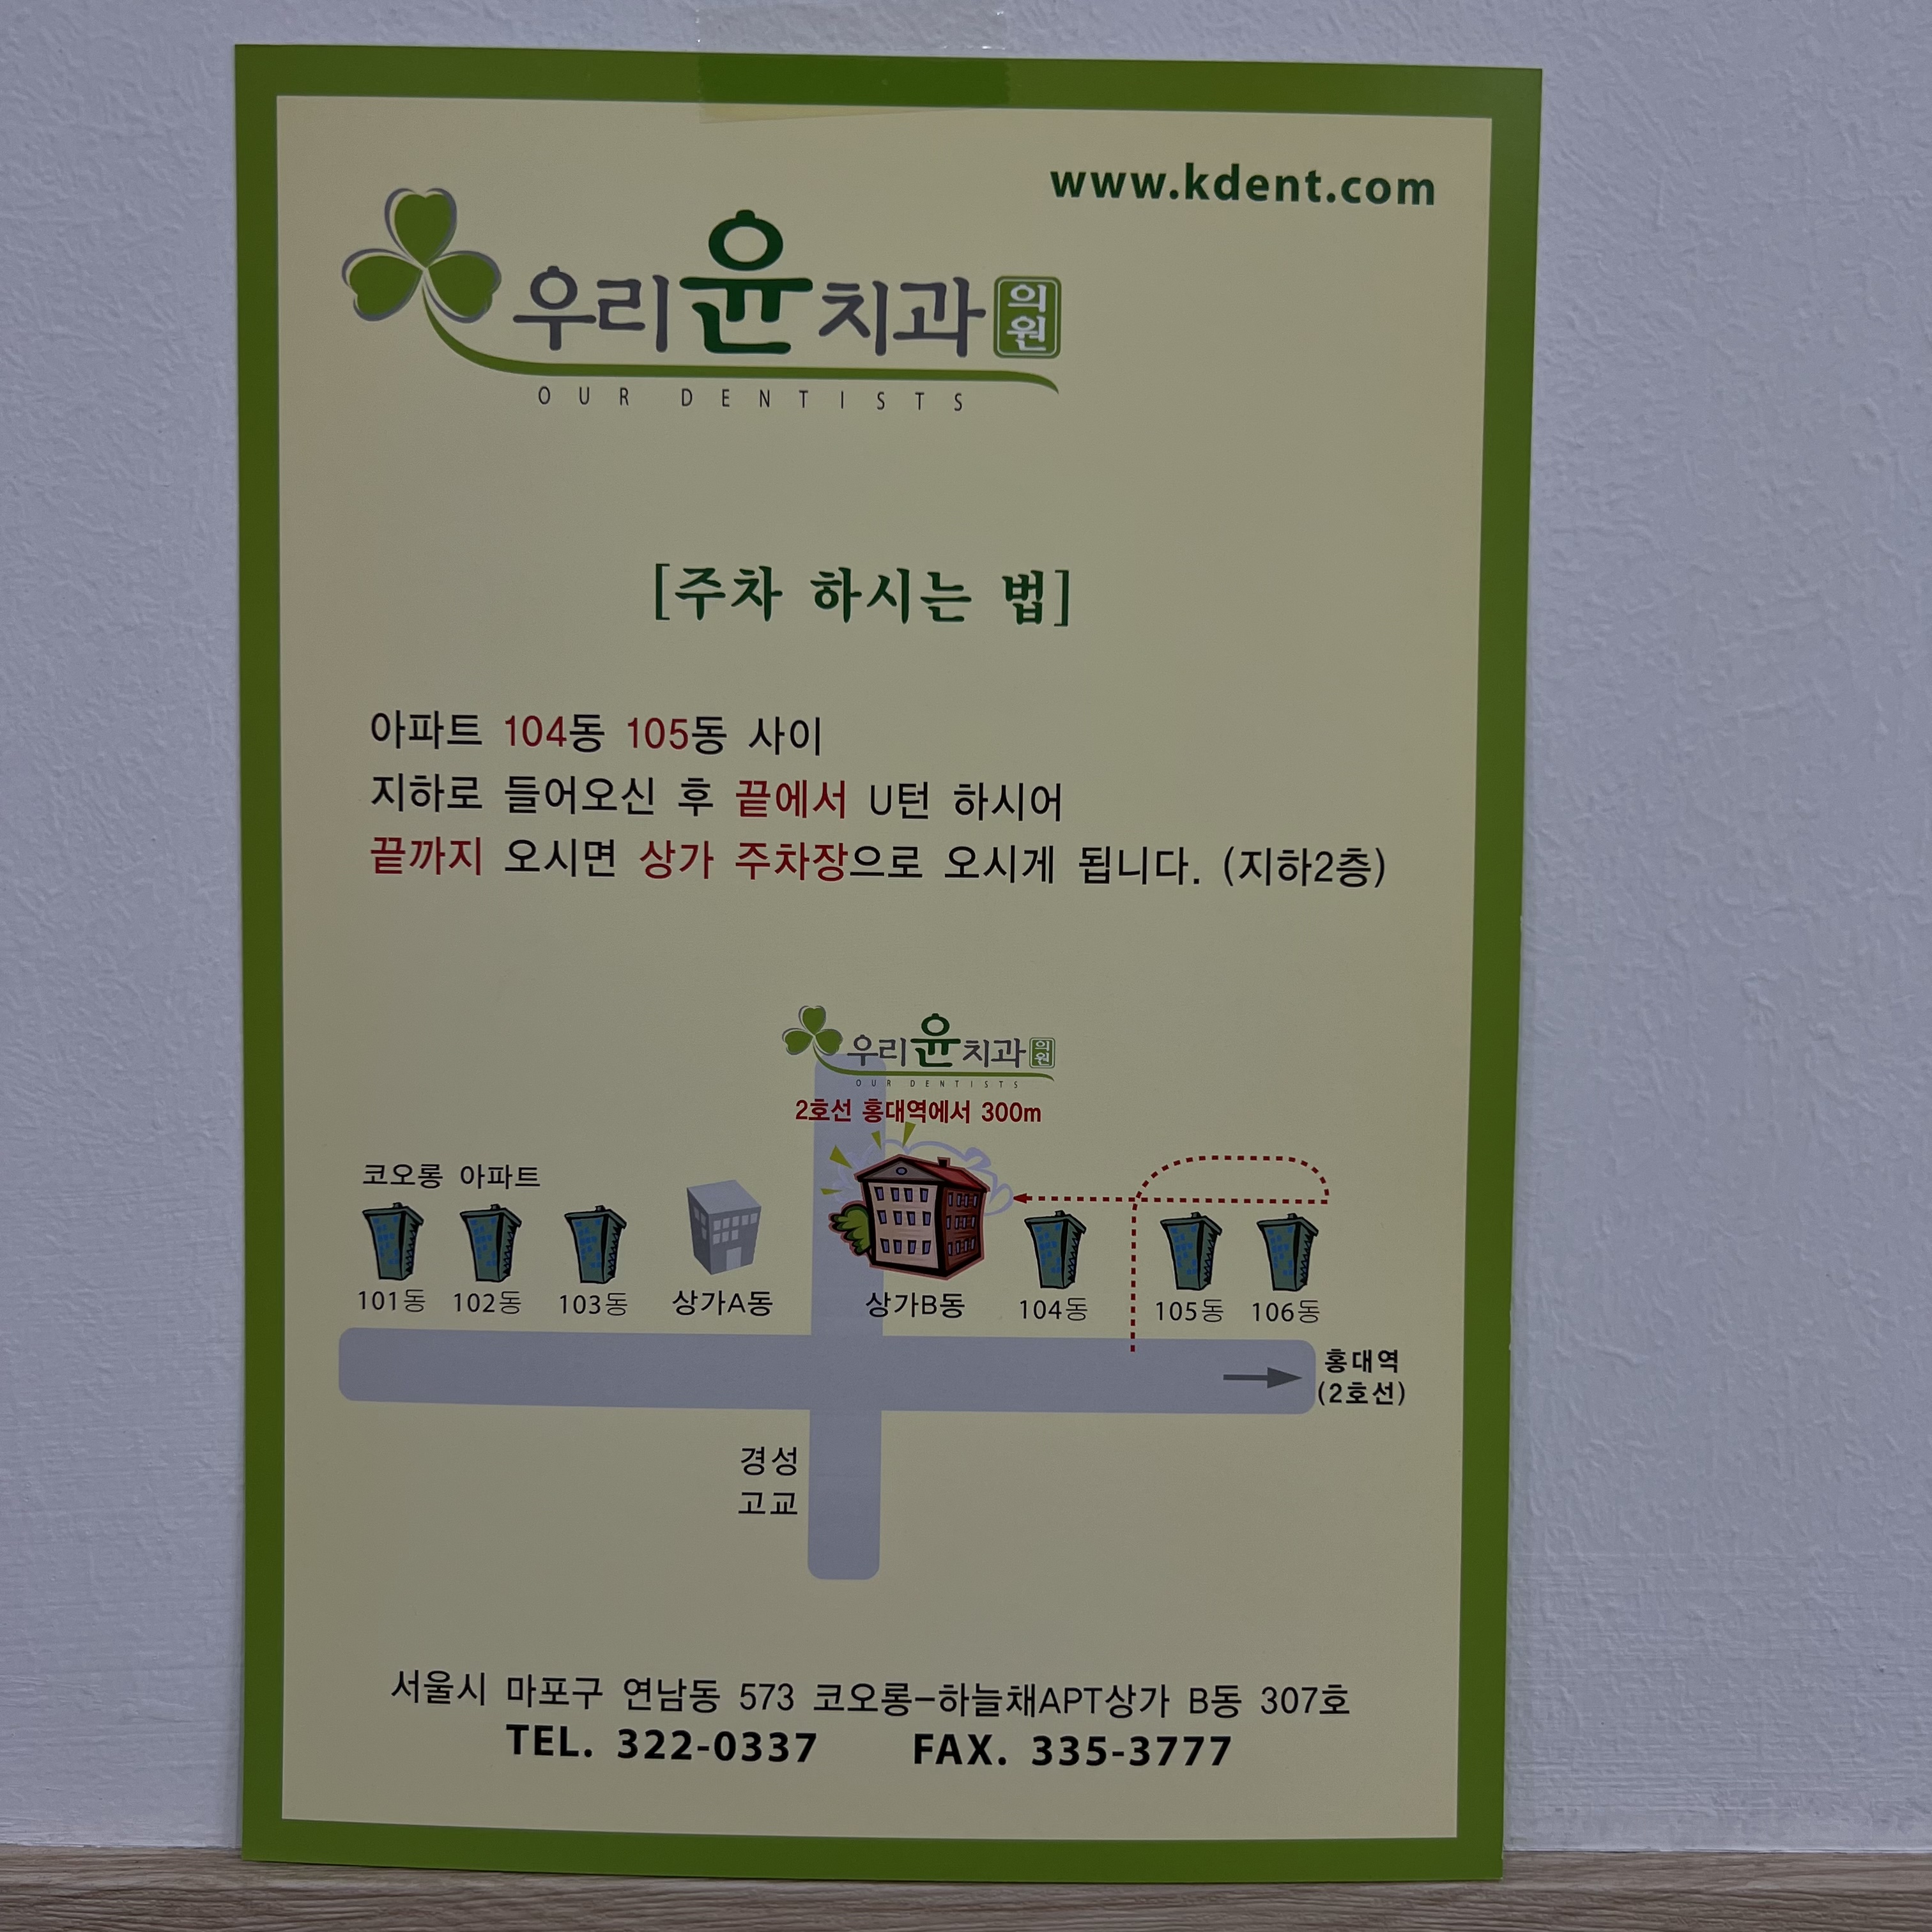 www.kdent.com
우리윤치과의원
OUR DENTISTS
[주차 하시는 법]
아파트 104동 105동 사이
지하로 들어오신 후 끝에서 U턴 하시어
끝까지 오시면 상가 주차장으로 오시게 됩니다. (지하2층)
우리윤치과의원
OUR DENTISTS
2호선 홍대역에서 300m
코오롱 아파트
101동 102동 103동 상가A동 상가B동 104동 105동 106동
홍대역
(2호선)
경성
고교
서울시 마포구 연남동 573 코오롱-하늘채APT상가 B동 307호
TEL. 322-0337 FAX. 335-3777